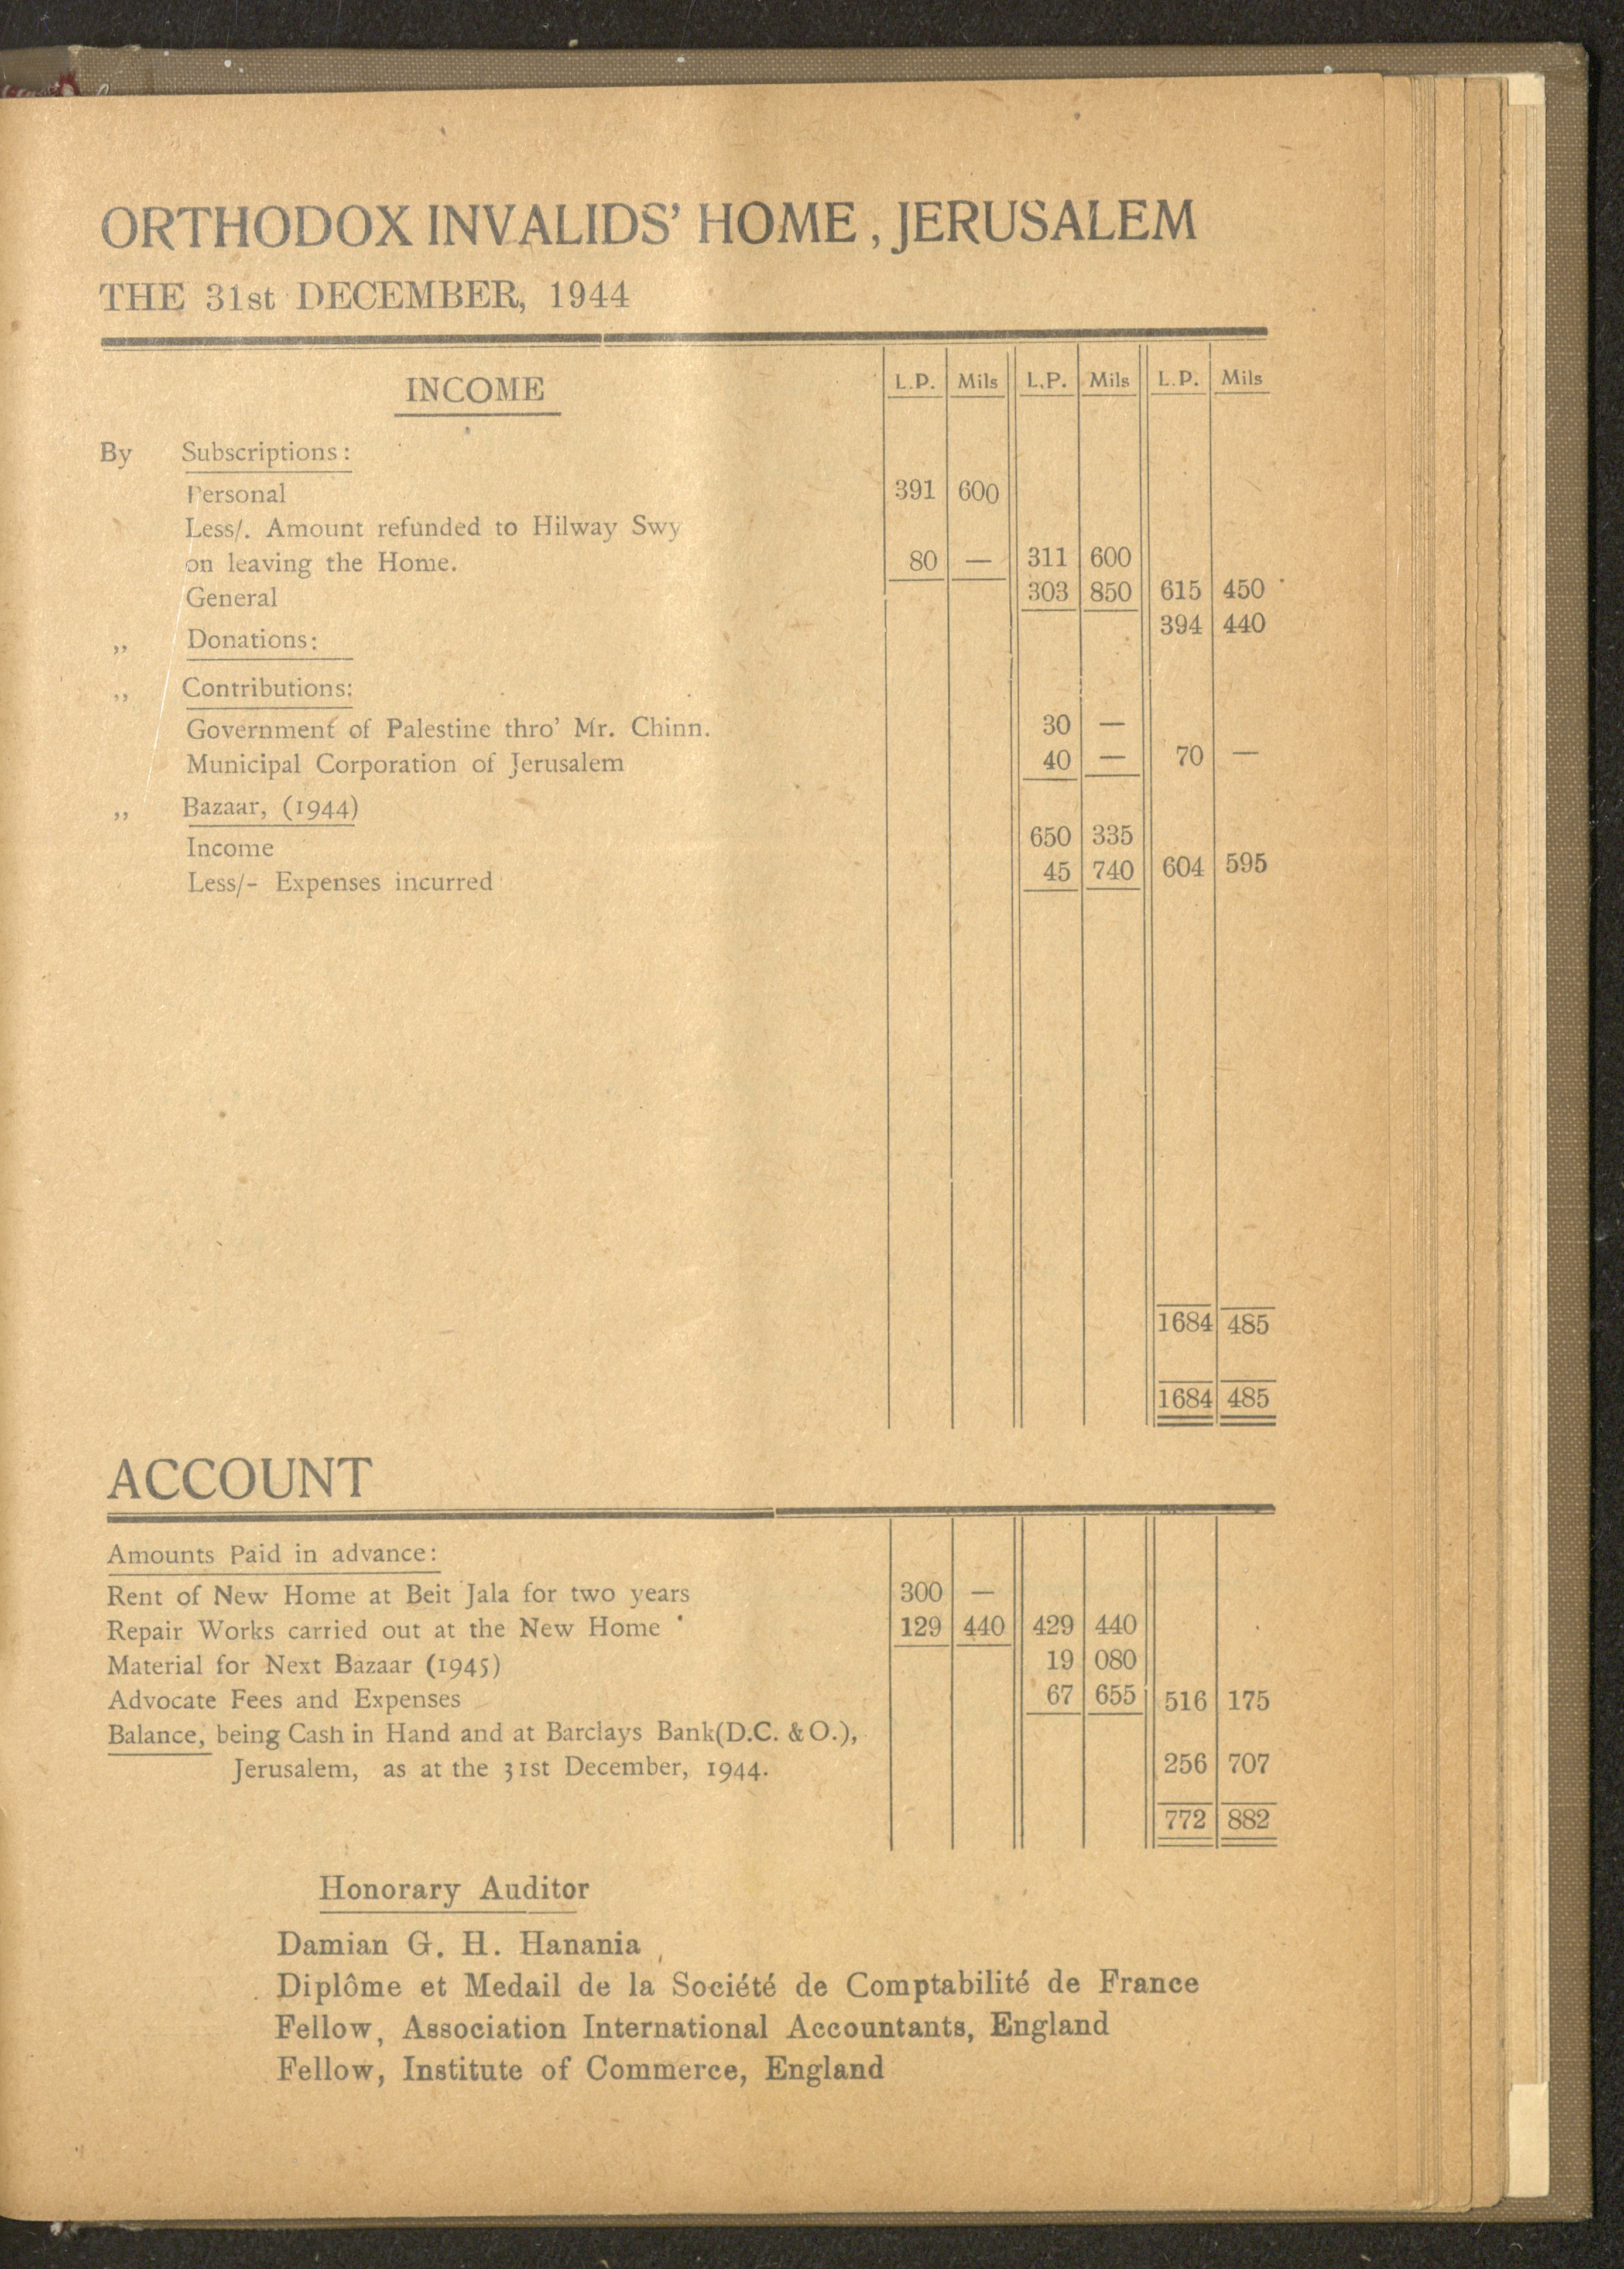 ORTHODOX INVALIDS' HOME, JERUSALEM
THE 31st DECEMBER, 1944
INCOME L.P. Mils L.P. Mils L.P. Mils
By Subscriptions:
Personal 391 600
Less/. Amount refunded to Hilway Swy
on leaving the Home. 80 — 311 600
General 303 850 615 450
,, Donations: 394 440
,, Contributions:
Government of Palestine thro' Mr. Chinn. 30 —
Municipal Corporation of Jerusalem 40 — 70 —
,, Bazaar, (1944)
Income 650 335
Less/- Expenses incurred 45 740 604 595
1684 485
1684 485
ACCOUNT
Amounts Paid in advance:
Rent of New Home at Beit Jala for two years 300 —
Repair Works carried out at the New Home 129 440 429 440
Material for Next Bazaar (1945) 19 080
Advocate Fees and Expenses 67 655 516 175
Balance, being Cash in Hand and at Barclays Bank(D.C. & O.),
Jerusalem, as at the 31st December, 1944. 256 707
772 882
Honorary Auditor
Damian G. H. Hanania
Diplôme et Medail de la Société de Comptabilité de France
Fellow, Association International Accountants, England
Fellow, Institute of Commerce, England